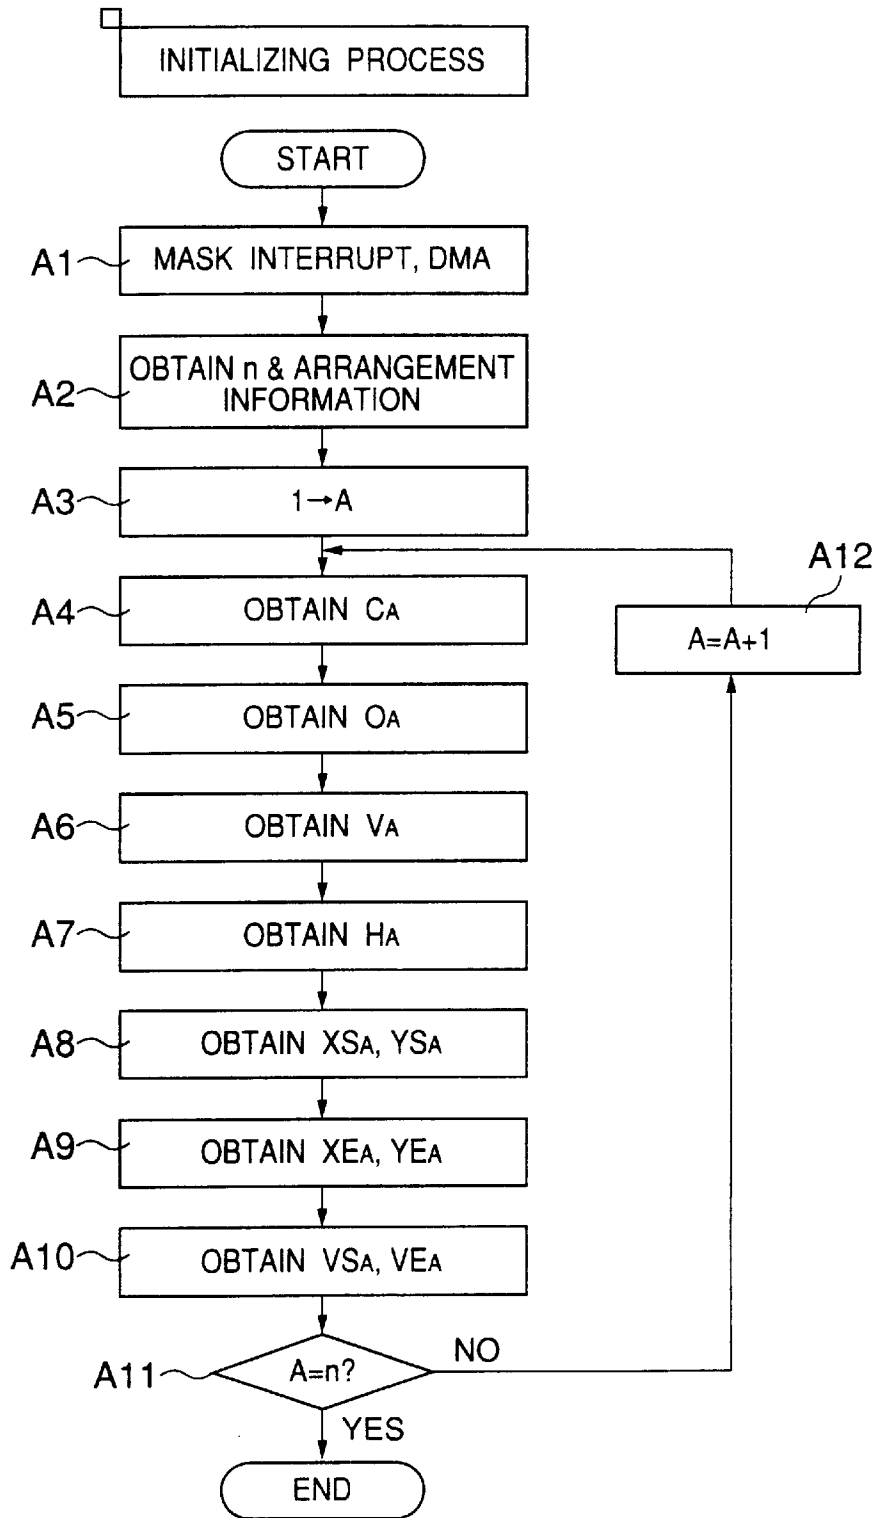 INITIALIZING PROCESS
START
A1
MASK INTERRUPT, DMA
A2
OBTAIN n & ARRANGEMENT
INFORMATION
A3
1→A
A12
A=A+1
A4
OBTAIN CA
A5
OBTAIN OA
A6
OBTAIN VA
A7
OBTAIN HA
A8
OBTAIN XSA, YSA
A9
OBTAIN XEA, YEA
A10
OBTAIN VSA, VEA
A11
A=n?
NO
YES
END